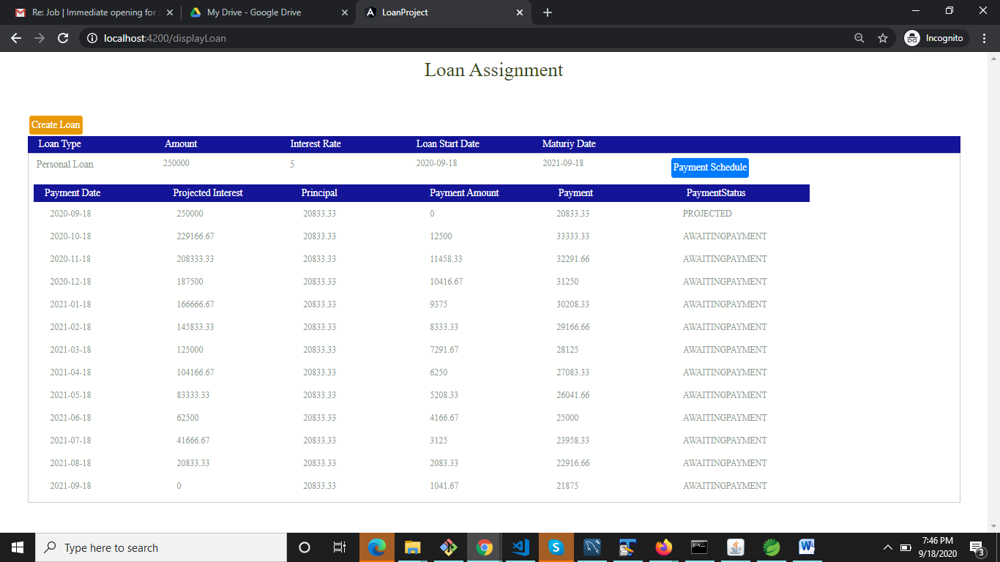 Re: Job | Immediate opening for
My Drive - Google Drive
LoanProject
localhost:4200/displayLoan
Incognito
Loan Assignment
Create Loan
Loan Type Amount Interest Rate Loan Start Date Maturiy Date
Personal Loan 250000 5 2020-09-18 2021-09-18 Payment Schedule
Payment Date Projected Interest Principal Payment Amount Payment PaymentStatus
2020-09-18 250000 20833.33 0 20833.33 PROJECTED
2020-10-18 229166.67 20833.33 12500 33333.33 AWAITINGPAYMENT
2020-11-18 208333.33 20833.33 11458.33 32291.66 AWAITINGPAYMENT
2020-12-18 187500 20833.33 10416.67 31250 AWAITINGPAYMENT
2021-01-18 166666.67 20833.33 9375 30208.33 AWAITINGPAYMENT
2021-02-18 145833.33 20833.33 8333.33 29166.66 AWAITINGPAYMENT
2021-03-18 125000 20833.33 7291.67 28125 AWAITINGPAYMENT
2021-04-18 104166.67 20833.33 6250 27083.33 AWAITINGPAYMENT
2021-05-18 83333.33 20833.33 5208.33 26041.66 AWAITINGPAYMENT
2021-06-18 62500 20833.33 4166.67 25000 AWAITINGPAYMENT
2021-07-18 41666.67 20833.33 3125 23958.33 AWAITINGPAYMENT
2021-08-18 20833.33 20833.33 2083.33 22916.66 AWAITINGPAYMENT
2021-09-18 0 20833.33 1041.67 21875 AWAITINGPAYMENT
Type here to search
7:46 PM
9/18/2020
3